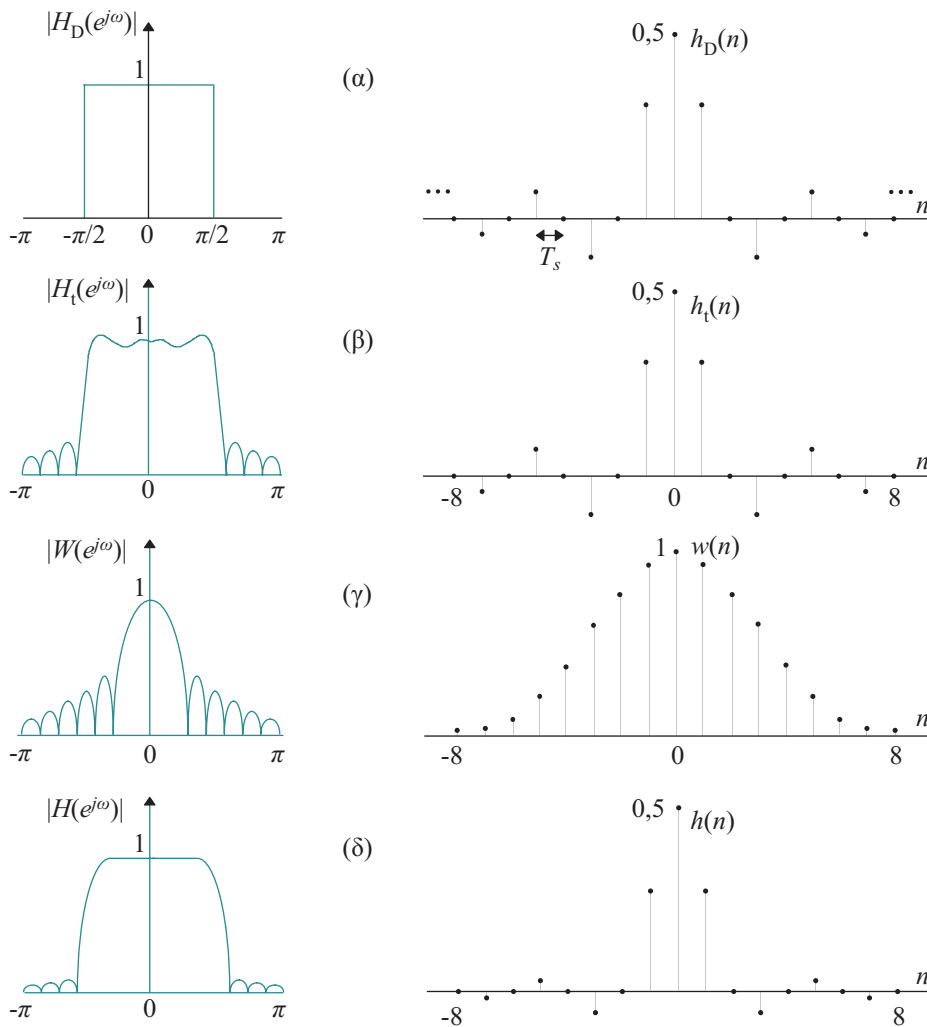 |H_D(e^{jω})|
1
-π -π/2 0 π/2 π
(α)
0,5 h_D(n)
••• •••
n
T_s
|H_t(e^{jω})|
1
-π 0 π
(β)
0,5 h_t(n)
n
-8 0 8
|W(e^{jω})|
1
-π 0 π
(γ)
1 w(n)
n
-8 0 8
|H(e^{jω})|
1
-π 0 π
(δ)
0,5 h(n)
n
-8 0 8